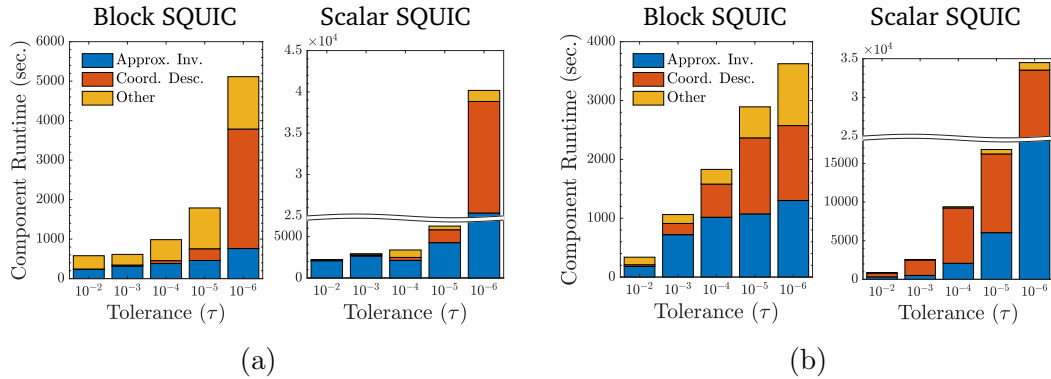 Block SQUIC
Scalar SQUIC
Component Runtime (sec.)
6000
5000
4000
3000
2000
1000
0
Approx. Inv.
Coord. Desc.
Other
10⁻² 10⁻³ 10⁻⁴ 10⁻⁵ 10⁻⁶
Tolerance (τ)
×10⁴
4.5
4
3.5
3
2.5
5000
0
10⁻² 10⁻³ 10⁻⁴ 10⁻⁵ 10⁻⁶
Tolerance (τ)
(a)
Block SQUIC
Scalar SQUIC
Component Runtime (sec.)
4000
3000
2000
1000
0
Approx. Inv.
Coord. Desc.
Other
10⁻² 10⁻³ 10⁻⁴ 10⁻⁵ 10⁻⁶
Tolerance (τ)
×10⁴
3.5
3
2.5
15000
10000
5000
0
10⁻² 10⁻³ 10⁻⁴ 10⁻⁵ 10⁻⁶
Tolerance (τ)
(b)